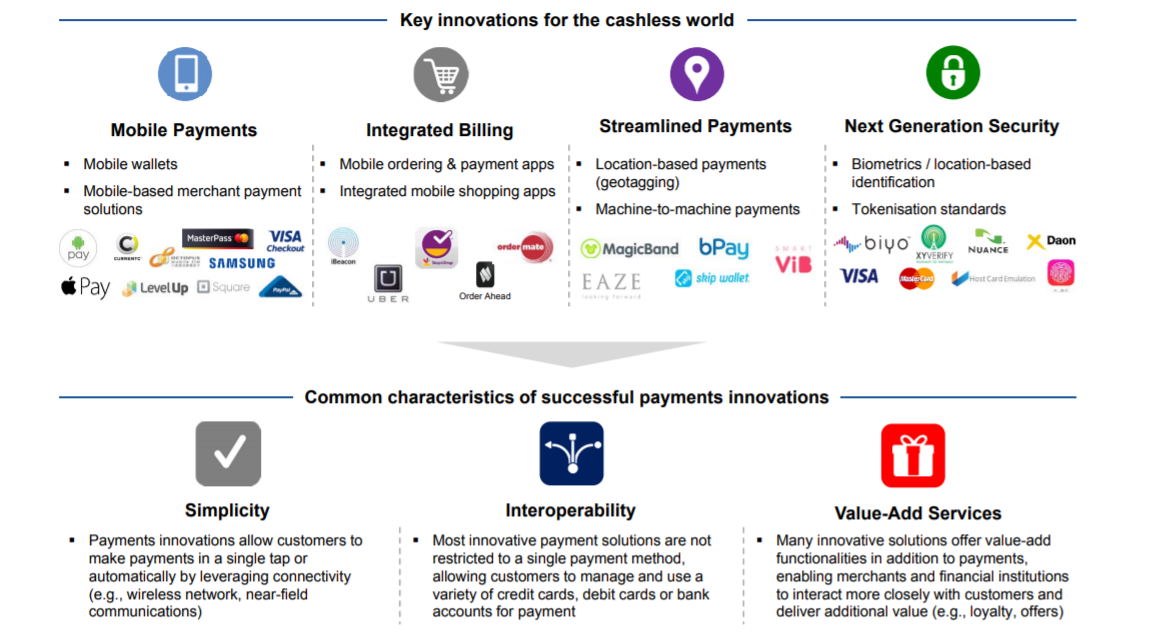 Key innovations for the cashless world
Mobile Payments
▪ Mobile wallets
▪ Mobile-based merchant payment
solutions
pay
CURRENTC
OCTOPUS
MasterPass
VISA
Checkout
SAMSUNG
Pay
LevelUp
Square
PayPal
Integrated Billing
▪ Mobile ordering & payment apps
▪ Integrated mobile shopping apps
iBeacon
UBER
ordermate
Order Ahead
Streamlined Payments
▪ Location-based payments
(geotagging)
▪ Machine-to-machine payments
MagicBand
bPay
SMART
ViB
EAZE
looking forward
skip wallet
Next Generation Security
▪ Biometrics / location-based
identification
▪ Tokenisation standards
biyo
XYVERIFY
NUANCE
Daon
VISA
MasterCard
Host Card Emulation
Common characteristics of successful payments innovations
Simplicity
▪ Payments innovations allow customers to
make payments in a single tap or
automatically by leveraging connectivity
(e.g., wireless network, near-field
communications)
Interoperability
▪ Most innovative payment solutions are not
restricted to a single payment method,
allowing customers to manage and use a
variety of credit cards, debit cards or bank
accounts for payment
Value-Add Services
▪ Many innovative solutions offer value-add
functionalities in addition to payments,
enabling merchants and financial institutions
to interact more closely with customers and
deliver additional value (e.g., loyalty, offers)